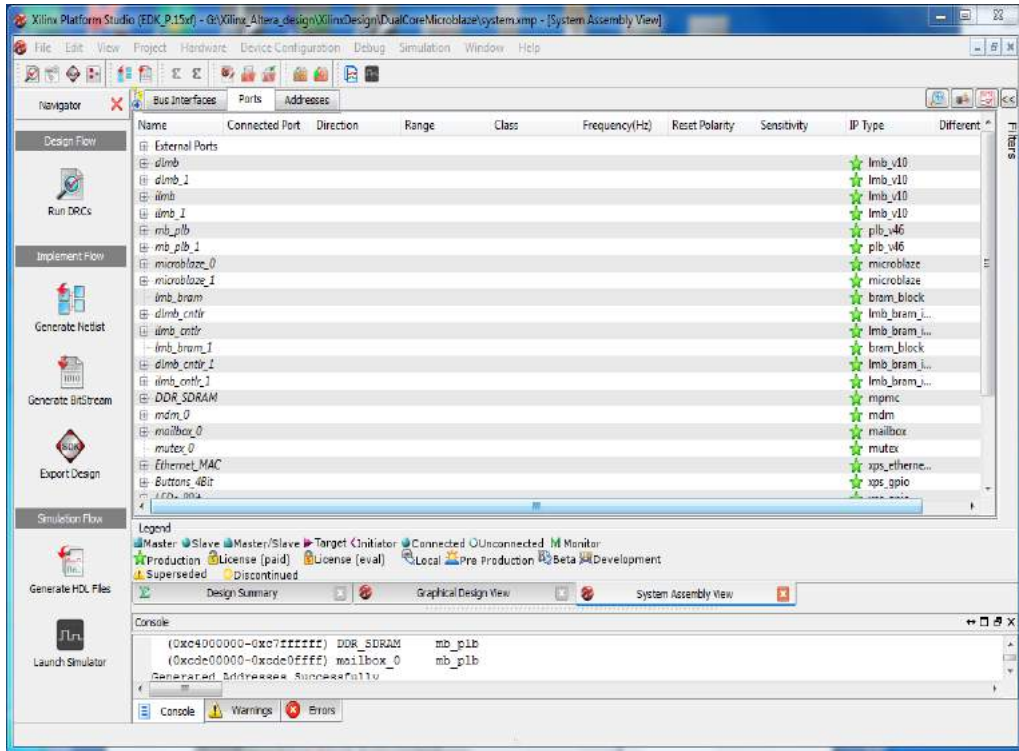 Xilinx Platform Studio (EDK_P.15xf) - G:\Xilinx_Altera_design\XilinxDesign\DualCoreMicroblaze\system.xmp - [System Assembly View]
File Edit View Project Hardware Device Configuration Debug Simulation Window Help
Navigator
Bus Interfaces Ports Addresses
Name Connected Port Direction Range Class Frequency(Hz) Reset Polarity Sensitivity IP Type Different
Filters
Design Flow
Run DRCs
Implement Flow
Generate Netlist
Generate BitStream
SDK
Export Design
Simulation Flow
Generate HDL Files
Launch Simulator
External Ports
dlmb lmb_v10
dlmb_1 lmb_v10
ilmb lmb_v10
ilmb_1 lmb_v10
mb_plb plb_v46
mb_plb_1 plb_v46
microblaze_0 microblaze
microblaze_1 microblaze
lmb_bram bram_block
dlmb_cntlr lmb_bram_i...
ilmb_cntlr lmb_bram_i...
lmb_bram_1 bram_block
dlmb_cntlr_1 lmb_bram_i...
ilmb_cntlr_1 lmb_bram_i...
DDR_SDRAM mpmc
mdm_0 mdm
mailbox_0 mailbox
mutex_0 mutex
Ethernet_MAC xps_etherne...
Buttons_4Bit xps_gpio
LEDs_8Bit xps_gpio
Legend
Master Slave Master/Slave Target Initiator Connected Unconnected M Monitor
Production License (paid) License (eval) Local Pre Production Beta Development
Superseded Discontinued
Design Summary Graphical Design View System Assembly View
Console
(0xc4000000-0xc7ffffff) DDR_SDRAM mb_plb
(0xcde00000-0xcde0ffff) mailbox_0 mb_plb
Generated Addresses Successfully
Console Warnings Errors